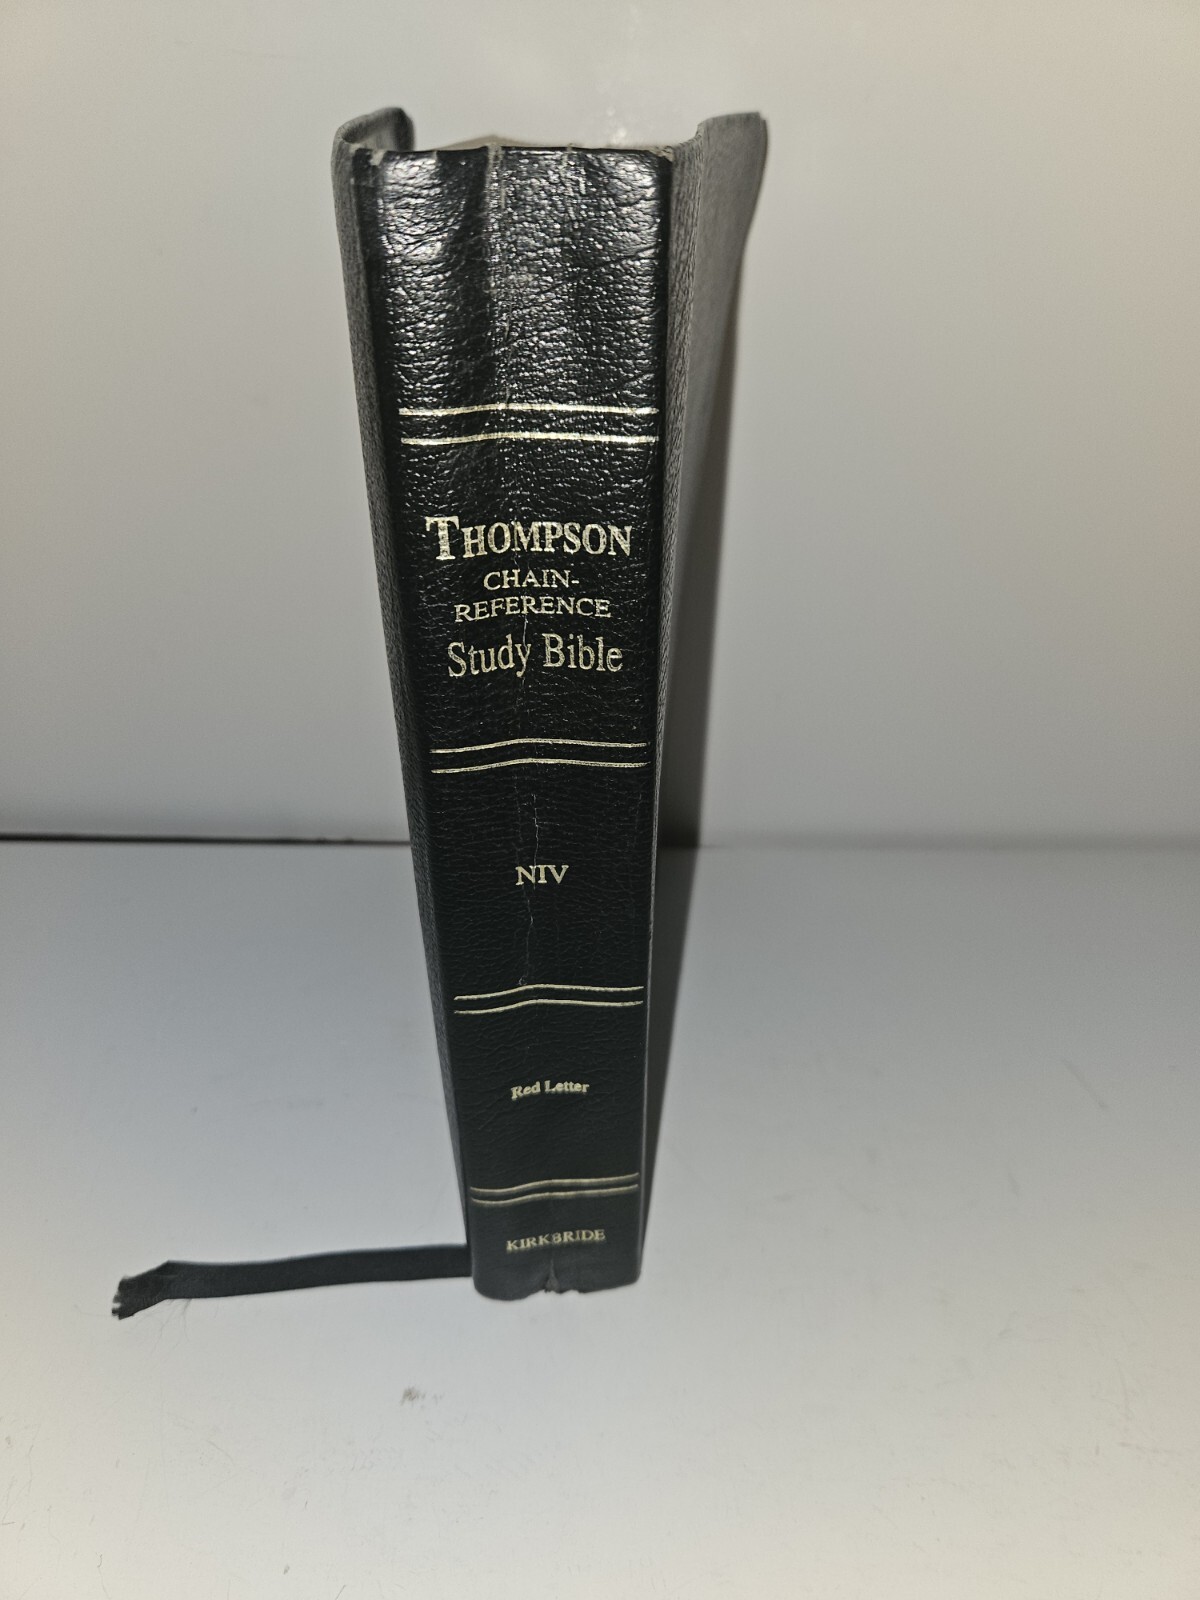 THOMPSON
CHAIN-
REFERENCE
Study Bible
NIV
Red Letter
KIRKBRIDE